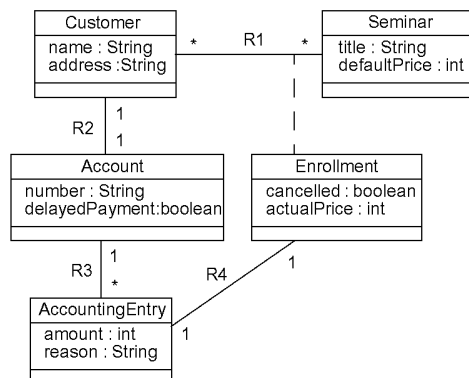 Customer
name : String
address :String
* R1 *
Seminar
title : String
defaultPrice : int
1
R2
1
Account
number : String
delayedPayment:boolean
Enrollment
cancelled : boolean
actualPrice : int
1
R3
*
R4
1
1
AccountingEntry
amount : int
reason : String